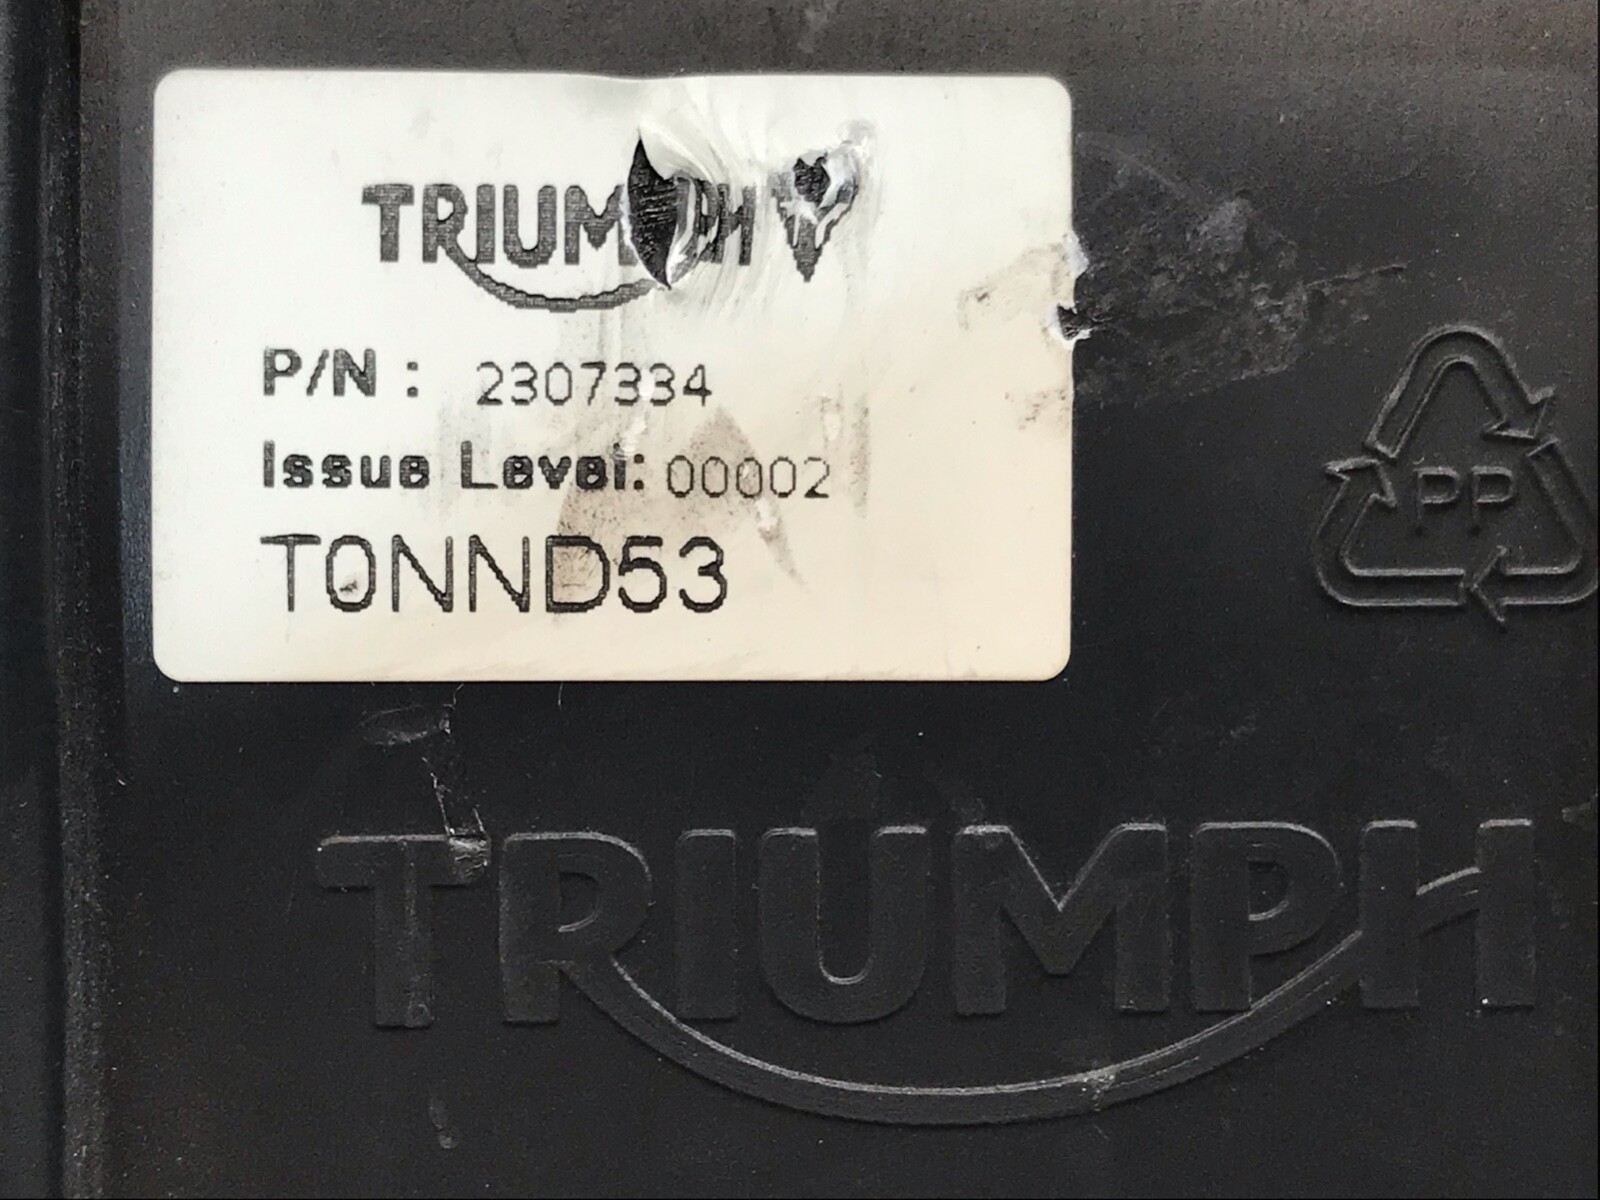 TRIUMPH
P/N : 2307334
Issue Level: 00002
T0NND53
PP
TRIUMPH